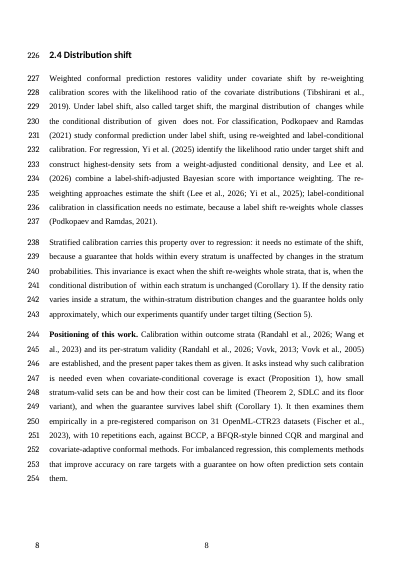 226 2.4 Distribution shift
227 Weighted conformal prediction restores validity under covariate shift by re-weighting
228 calibration scores with the likelihood ratio of the covariate distributions (Tibshirani et al.,
229 2019). Under label shift, also called target shift, the marginal distribution of changes while
230 the conditional distribution of given does not. For classification, Podkopaev and Ramdas
231 (2021) study conformal prediction under label shift, using re-weighted and label-conditional
232 calibration. For regression, Yi et al. (2025) identify the likelihood ratio under target shift and
233 construct highest-density sets from a weight-adjusted conditional density, and Lee et al.
234 (2026) combine a label-shift-adjusted Bayesian score with importance weighting. The re-
235 weighting approaches estimate the shift (Lee et al., 2026; Yi et al., 2025); label-conditional
236 calibration in classification needs no estimate, because a label shift re-weights whole classes
237 (Podkopaev and Ramdas, 2021).
238 Stratified calibration carries this property over to regression: it needs no estimate of the shift,
239 because a guarantee that holds within every stratum is unaffected by changes in the stratum
240 probabilities. This invariance is exact when the shift re-weights whole strata, that is, when the
241 conditional distribution of within each stratum is unchanged (Corollary 1). If the density ratio
242 varies inside a stratum, the within-stratum distribution changes and the guarantee holds only
243 approximately, which our experiments quantify under target tilting (Section 5).
244 Positioning of this work. Calibration within outcome strata (Randahl et al., 2026; Wang et
245 al., 2023) and its per-stratum validity (Randahl et al., 2026; Vovk, 2013; Vovk et al., 2005)
246 are established, and the present paper takes them as given. It asks instead why such calibration
247 is needed even when covariate-conditional coverage is exact (Proposition 1), how small
248 stratum-valid sets can be and how their cost can be limited (Theorem 2, SDLC and its floor
249 variant), and when the guarantee survives label shift (Corollary 1). It then examines them
250 empirically in a pre-registered comparison on 31 OpenML-CTR23 datasets (Fischer et al.,
251 2023), with 10 repetitions each, against BCCP, a BFQR-style binned CQR and marginal and
252 covariate-adaptive conformal methods. For imbalanced regression, this complements methods
253 that improve accuracy on rare targets with a guarantee on how often prediction sets contain
254 them.
8 8